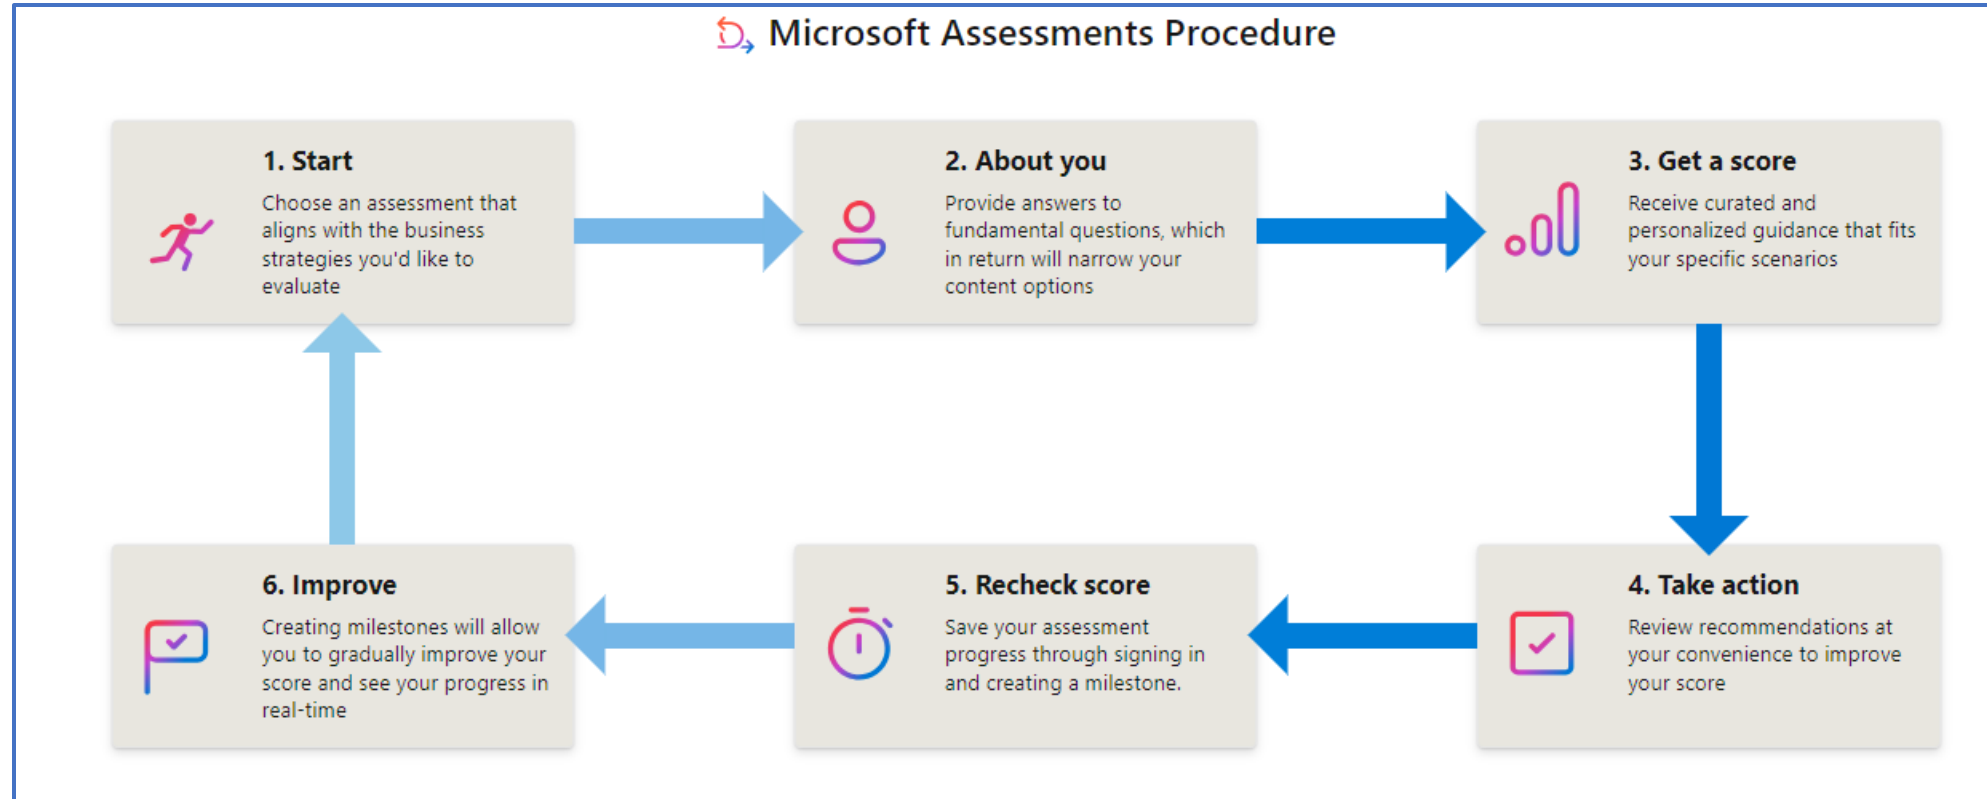 Microsoft Assessments Procedure
1. Start
Choose an assessment that
aligns with the business
strategies you'd like to
evaluate
2. About you
Provide answers to
fundamental questions, which
in return will narrow your
content options
3. Get a score
Receive curated and
personalized guidance that fits
your specific scenarios
4. Take action
Review recommendations at
your convenience to improve
your score
5. Recheck score
Save your assessment
progress through signing in
and creating a milestone.
6. Improve
Creating milestones will allow
you to gradually improve your
score and see your progress in
real-time